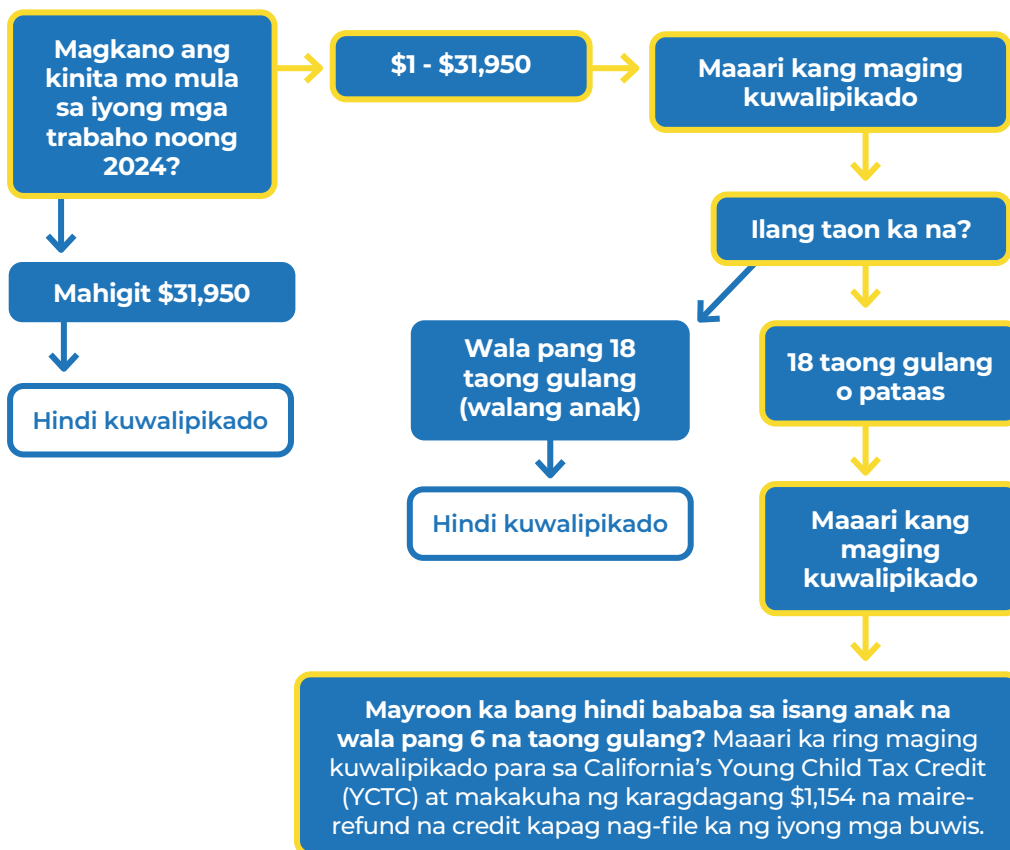 Magkano ang
kinita mo mula
sa iyong mga
trabaho noong
2024?
$1 - $31,950
Maaari kang maging
kuwalipikado
Ilang taon ka na?
Mahigit $31,950
Hindi kuwalipikado
Wala pang 18
taong gulang
(walang anak)
Hindi kuwalipikado
18 taong gulang
o pataas
Maaari kang
maging
kuwalipikado
Mayroon ka bang hindi bababa sa isang anak na
wala pang 6 na taong gulang? Maaari ka ring maging
kuwalipikado para sa California's Young Child Tax Credit
(YCTC) at makakuha ng karagdagang $1,154 na maire-
refund na credit kapag nag-file ka ng iyong mga buwis.